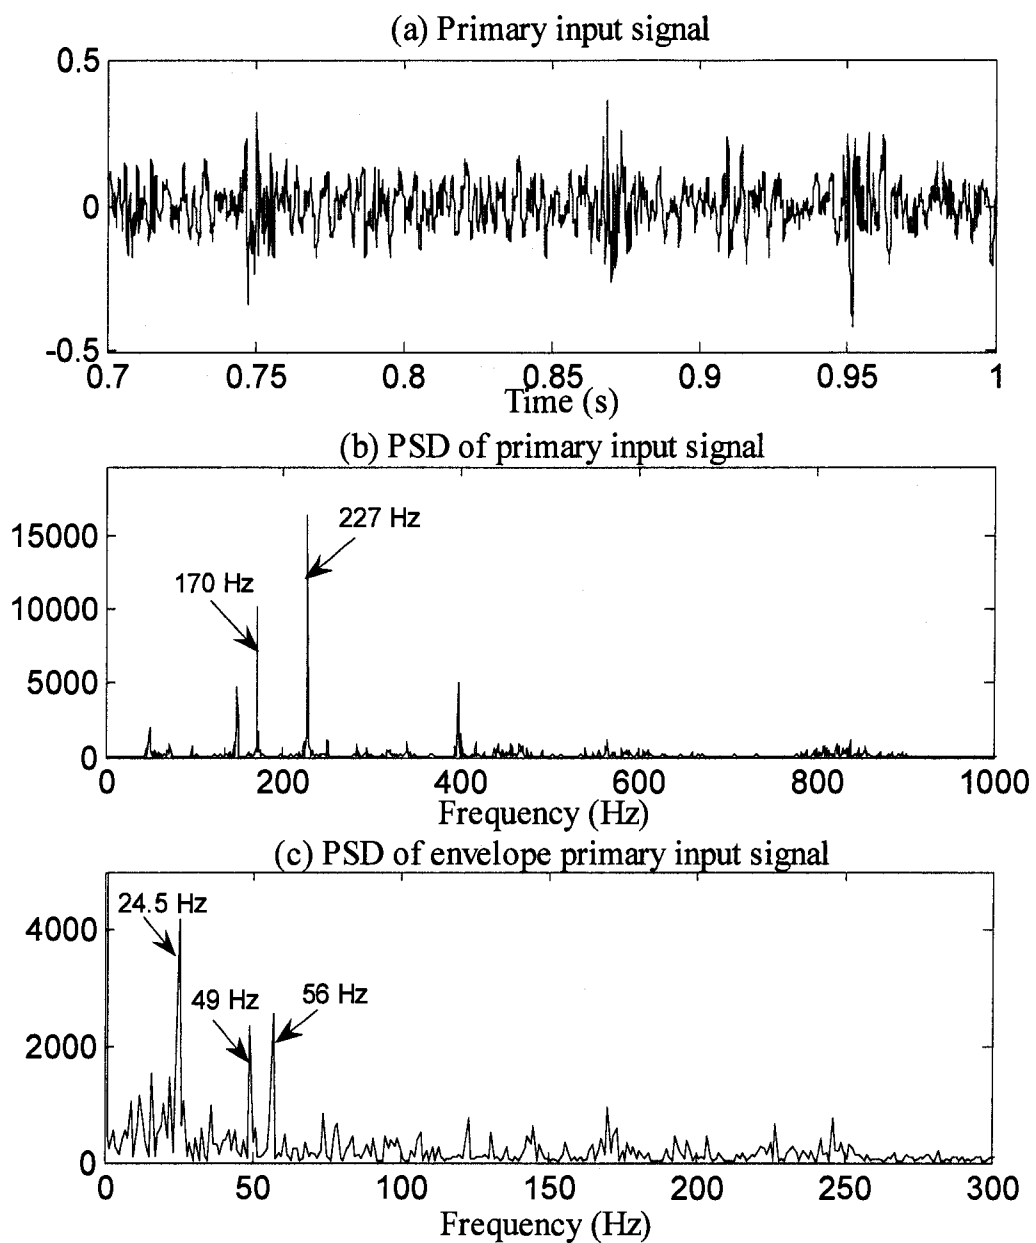 (a) Primary input signal
0.5
0
-0.5
0.7 0.75 0.8 0.85 0.9 0.95 1
Time (s)
(b) PSD of primary input signal
227 Hz
15000
170 Hz
10000
5000
0
0 200 400 600 800 1000
Frequency (Hz)
(c) PSD of envelope primary input signal
24.5 Hz
4000
49 Hz
56 Hz
2000
0
0 50 100 150 200 250 300
Frequency (Hz)